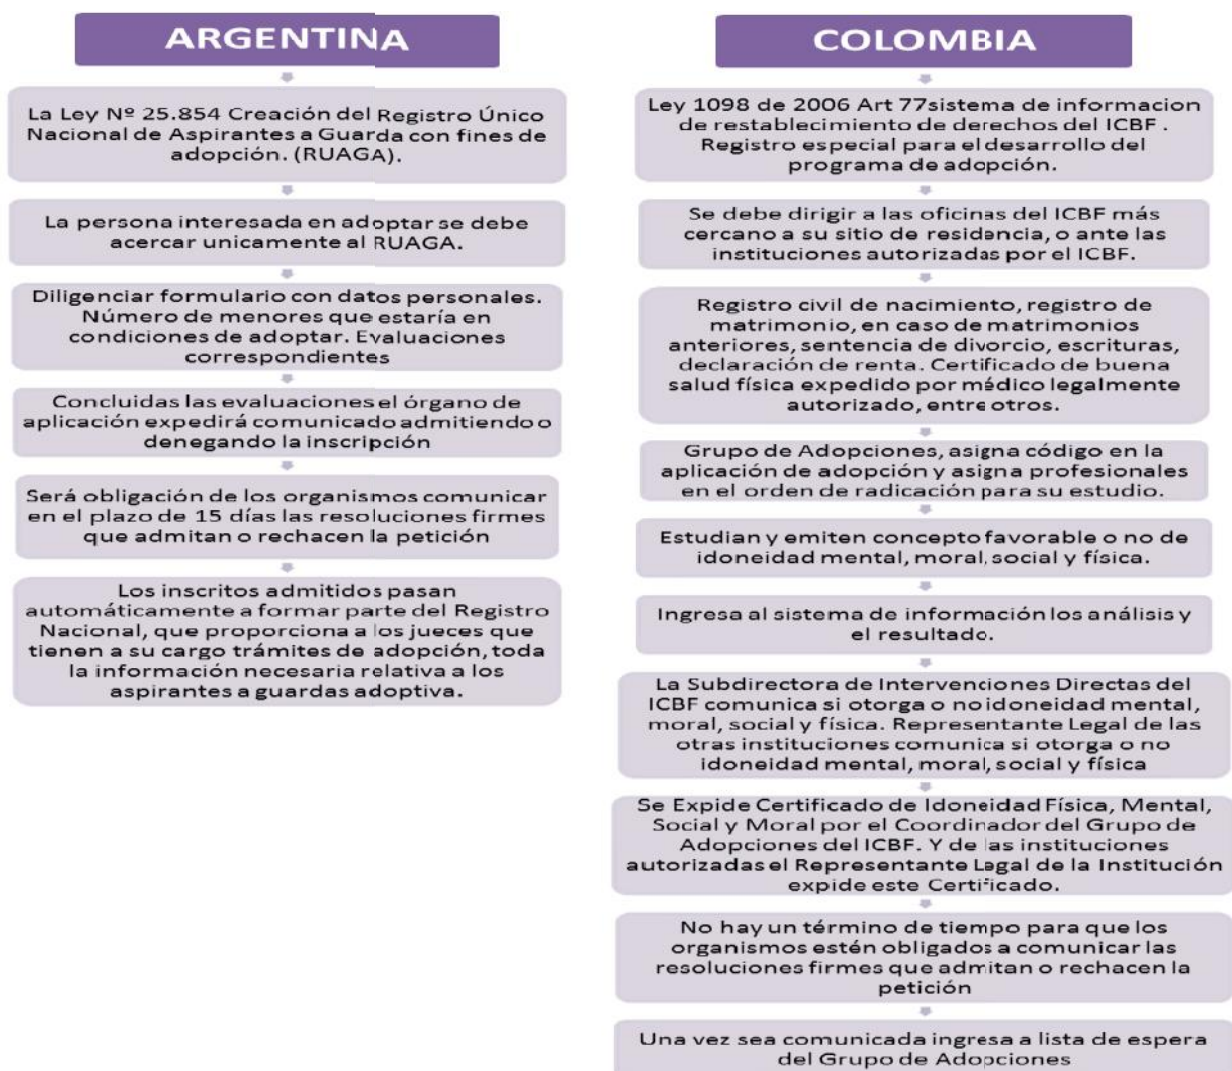 ARGENTINA
La Ley Nº 25.854 Creación del Registro Único
Nacional de Aspirantes a Guarda con fines de
adopción. (RUAGA).
La persona interesada en adoptar se debe
acercar unicamente al RUAGA.
Diligenciar formulario con datos personales.
Número de menores que estaría en
condiciones de adoptar. Evaluaciones
correspondientes
Concluidas las evaluaciones el órgano de
aplicación expedirá comunicado admitiendo o
denegando la inscripción
Será obligación de los organismos comunicar
en el plazo de 15 días las resoluciones firmes
que admitan o rechacen la petición
Los inscritos admitidos pasan
automáticamente a formar parte del Registro
Nacional, que proporciona a los jueces que
tienen a su cargo trámites de adopción, toda
la información necesaria relativa a los
aspirantes a guardas adoptiva.
COLOMBIA
Ley 1098 de 2006 Art 77sistema de informacion
de restablecimiento de derechos del ICBF.
Registro especial para el desarrollo del
programa de adopción.
Se debe dirigir a las oficinas del ICBF más
cercano a su sitio de residencia, o ante las
instituciones autorizadas por el ICBF.
Registro civil de nacimiento, registro de
matrimonio, en caso de matrimonios
anteriores, sentencia de divorcio, escrituras,
declaración de renta. Certificado de buena
salud física expedido por médico legalmente
autorizado, entre otros.
Grupo de Adopciones, asigna código en la
aplicación de adopción y asigna profesionales
en el orden de radicación para su estudio.
Estudian y emiten concepto favorable o no de
idoneidad mental, moral, social y física.
Ingresa al sistema de información los análisis y
el resultado.
La Subdirectora de Intervenciones Directas del
ICBF comunica si otorga o no idoneidad mental,
moral, social y física. Representante Legal de las
otras instituciones comunica si otorga o no
idoneidad mental, moral, social y física
Se Expide Certificado de Idoneidad Física, Mental,
Social y Moral por el Coordinador del Grupo de
Adopciones del ICBF. Y de las instituciones
autorizadas el Representante Legal de la Institución
expide este Certificado.
No hay un término de tiempo para que los
organismos estén obligados a comunicar las
resoluciones firmes que admitan o rechacen la
petición
Una vez sea comunicada ingresa a lista de espera
del Grupo de Adopciones